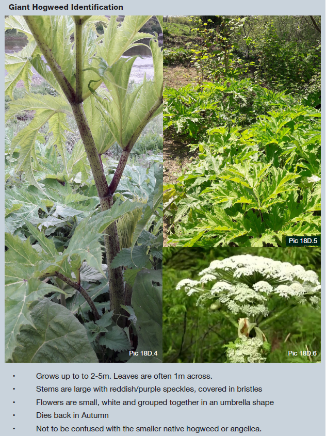 Giant Hogweed Identification
Pic 18D.5
Pic 18D.4
Pic 18D.6
• Grows up to to 2-5m. Leaves are often 1m across.
• Stems are large with reddish/purple speckles, covered in bristles
• Flowers are small, white and grouped together in an umbrella shape
• Dies back in Autumn
• Not to be confused with the smaller native hogweed or angelica.